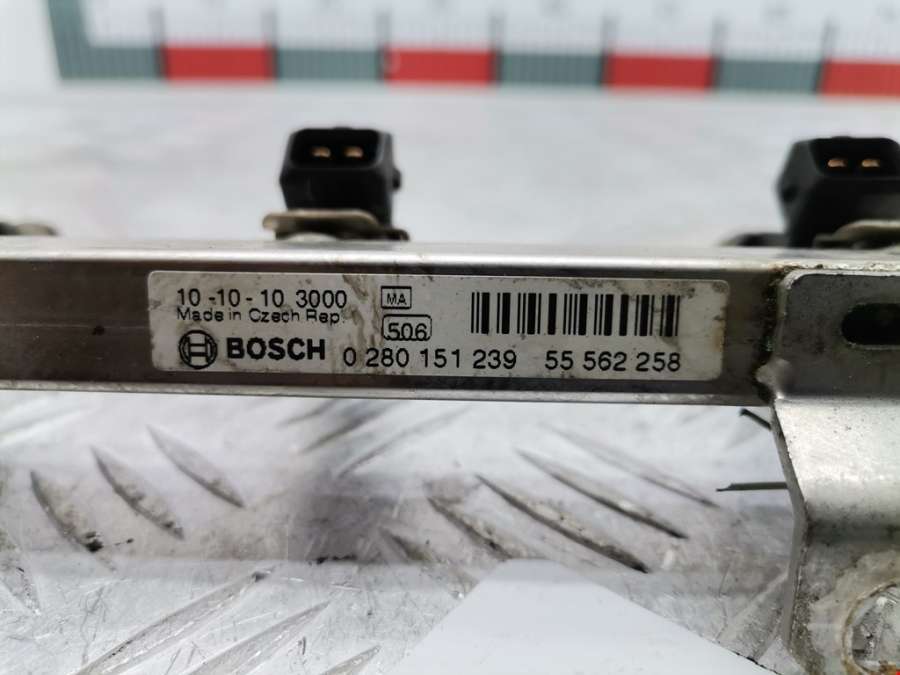 10 -10 - 10 3000 MA
Made in Czech Rep. 506
BOSCH 0 280 151 239 55 562 258